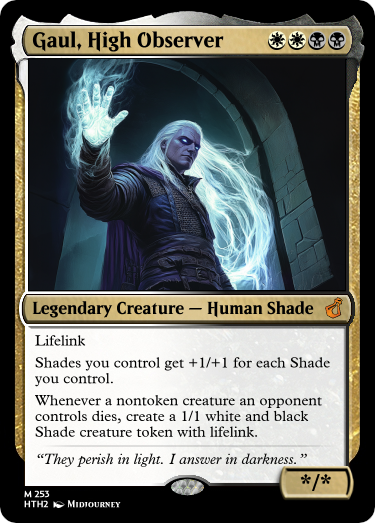 Gaul, High Observer
Legendary Creature — Human Shade
Lifelink
Shades you control get +1/+1 for each Shade
you control.
Whenever a nontoken creature an opponent
controls dies, create a 1/1 white and black
Shade creature token with lifelink.
“They perish in light. I answer in darkness.”
*/*
M 253
HTH2 Midjourney